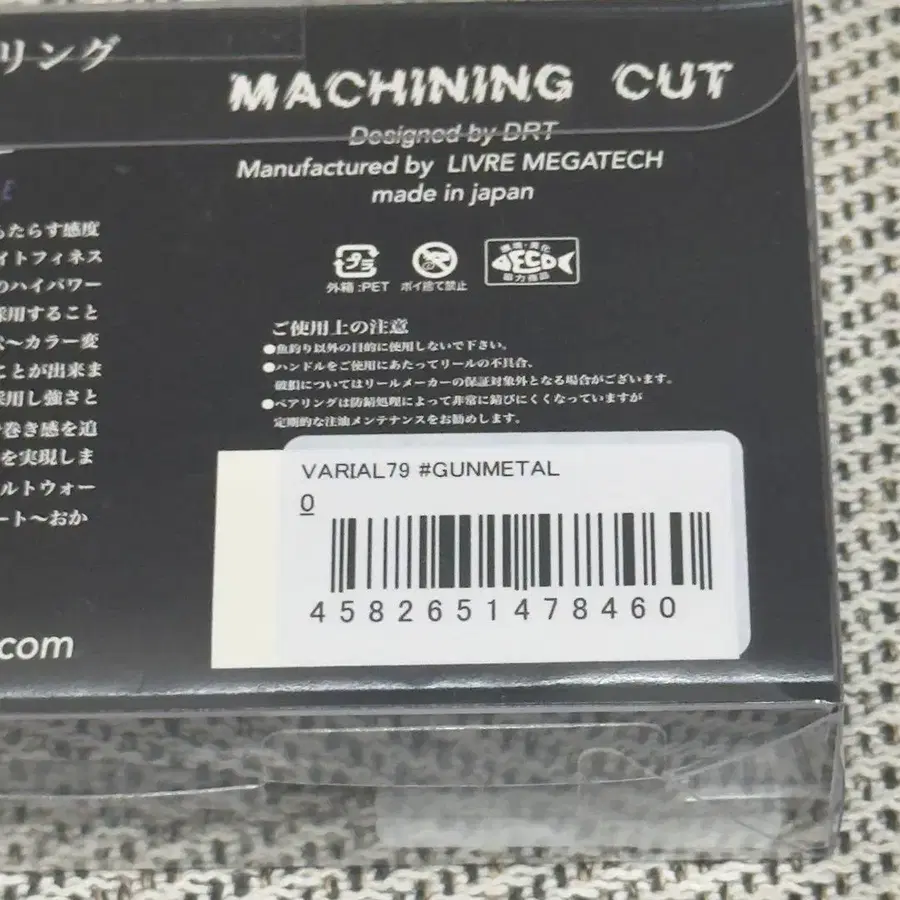 リング
MACHINING CUT
Designed by DRT
Manufactured by LIVRE MEGATECH
made in japan
E
もたらす感度
イトフィネス
のハイパワー
採用すること
〜カラー変
ことが出来ま
採用し強さと
巻き感を追
を実現しま
ルトウォー
ート〜おか
.com
プラ
外箱:PET
ポイ捨て禁止
環境・美化
ECO
協力商品
ご使用上の注意
●魚釣り以外の目的に使用しないで下さい。
●ハンドルをご使用にあたってリールの不具合、
破損についてはリールメーカーの保証対象外となる場合がございます。
●ベアリングは防錆処理によって非常に錆びにくくなっていますが
定期的な注油メンテナンスをお勧めします。
VARIAL79 #GUNMETAL
0
4582651478460